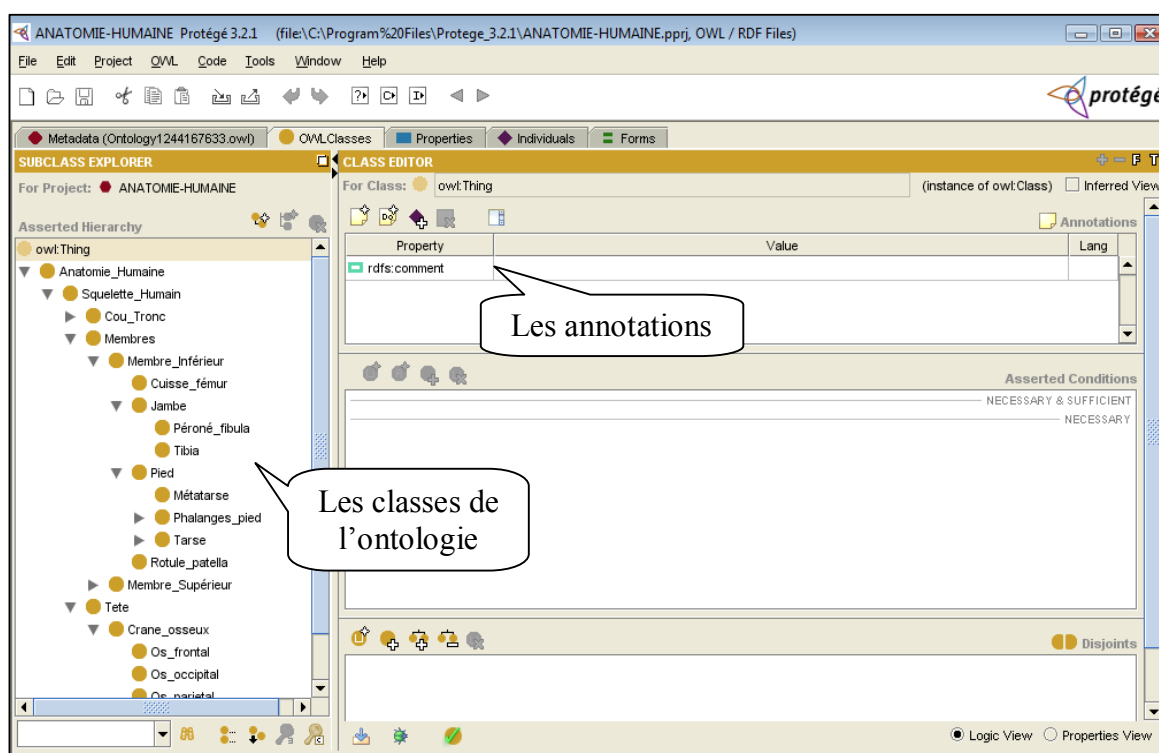 ANATOMIE-HUMAINE Protégé 3.2.1 (file:\C:\Program%20Files\Protege_3.2.1\ANATOMIE-HUMAINE.pprj, OWL / RDF Files)
File Edit Project OWL Code Tools Window Help
protégé
Metadata (Ontology1244167633.owl) OWLClasses Properties Individuals Forms
SUBCLASS EXPLORER
For Project: ANATOMIE-HUMAINE
Asserted Hierarchy
owl:Thing
Anatomie_Humaine
Squelette_Humain
Cou_Tronc
Membres
Membre_Inférieur
Cuisse_fémur
Jambe
Péroné_fibula
Tibia
Pied
Métatarse
Phalanges_pied
Tarse
Rotule_patella
Membre_Supérieur
Tete
Crane_osseux
Os_frontal
Os_occipital
Os_parietal
CLASS EDITOR
F T
For Class: owl:Thing (instance of owl:Class) Inferred View
Annotations
Property Value Lang
rdfs:comment
Les annotations
Asserted Conditions
NECESSARY & SUFFICIENT
NECESSARY
Les classes de
l’ontologie
Disjoints
Logic View Properties View